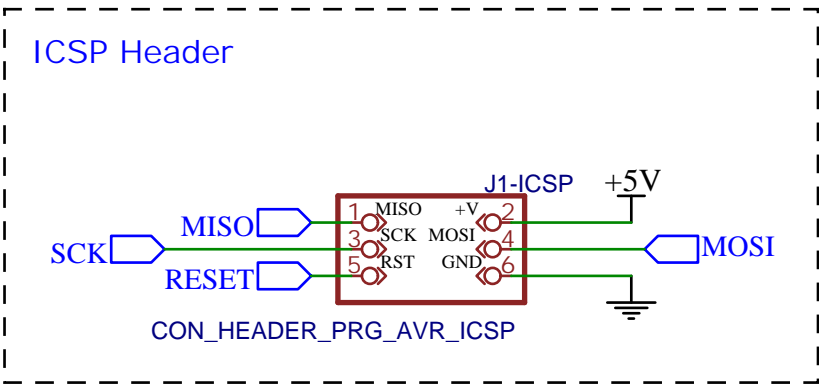 ICSP Header
J1-ICSP +5V
MISO 1 MISO +V 2
SCK 3 SCK MOSI 4 MOSI
RESET 5 RST GND 6
CON_HEADER_PRG_AVR_ICSP